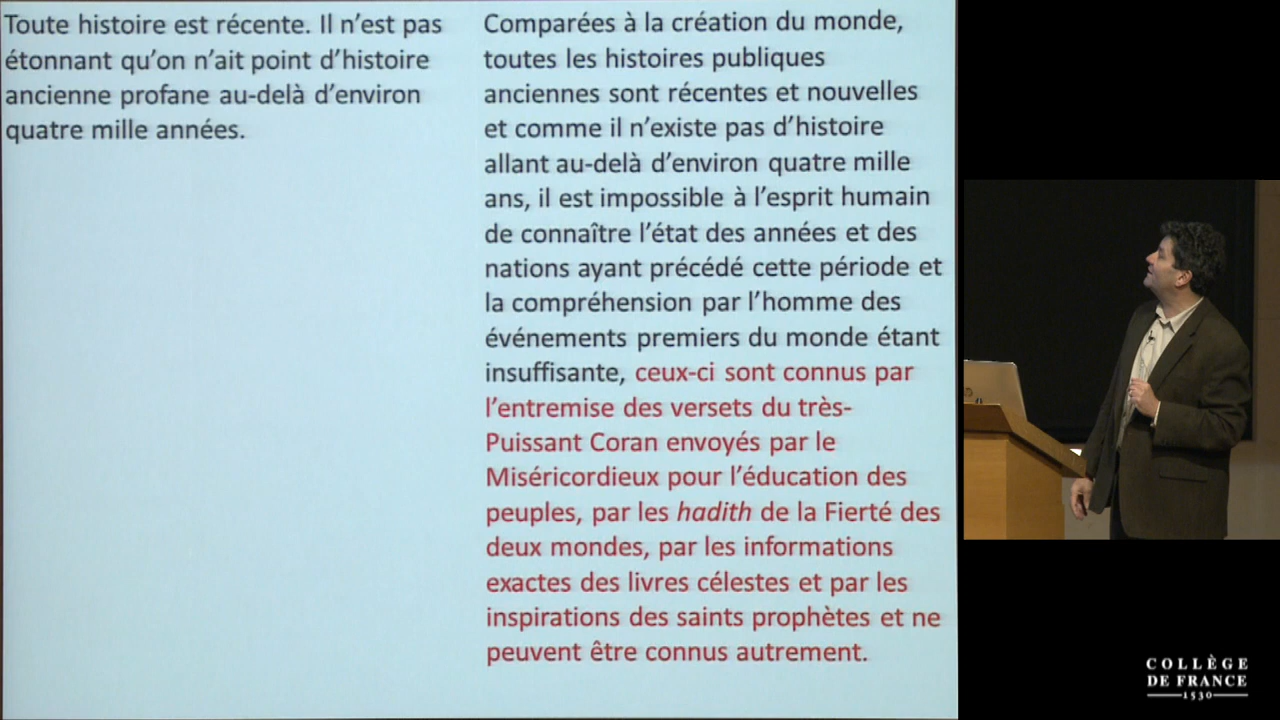 Toute histoire est récente. Il n’est pas
étonnant qu’on n’ait point d’histoire
ancienne profane au-delà d’environ
quatre mille années.
Comparées à la création du monde,
toutes les histoires publiques
anciennes sont récentes et nouvelles
et comme il n’existe pas d’histoire
allant au-delà d’environ quatre mille
ans, il est impossible à l’esprit humain
de connaître l’état des années et des
nations ayant précédé cette période et
la compréhension par l’homme des
événements premiers du monde étant
insuffisante, ceux-ci sont connus par
l’entremise des versets du très-
Puissant Coran envoyés par le
Miséricordieux pour l’éducation des
peuples, par les hadith de la Fierté des
deux mondes, par les informations
exactes des livres célestes et par les
inspirations des saints prophètes et ne
peuvent être connus autrement.
COLLÈGE
DE FRANCE
1530